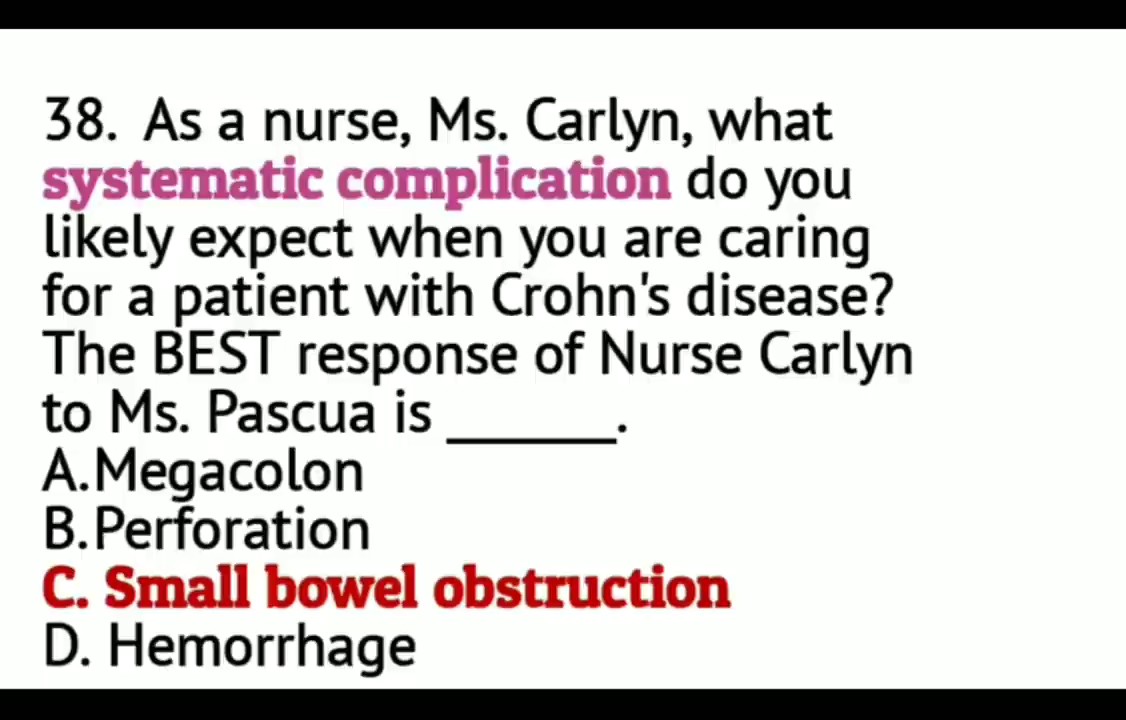 38. As a nurse, Ms. Carlyn, what
systematic complication do you
likely expect when you are caring
for a patient with Crohn's disease?
The BEST response of Nurse Carlyn
to Ms. Pascua is ______.
A.Megacolon
B.Perforation
C. Small bowel obstruction
D. Hemorrhage